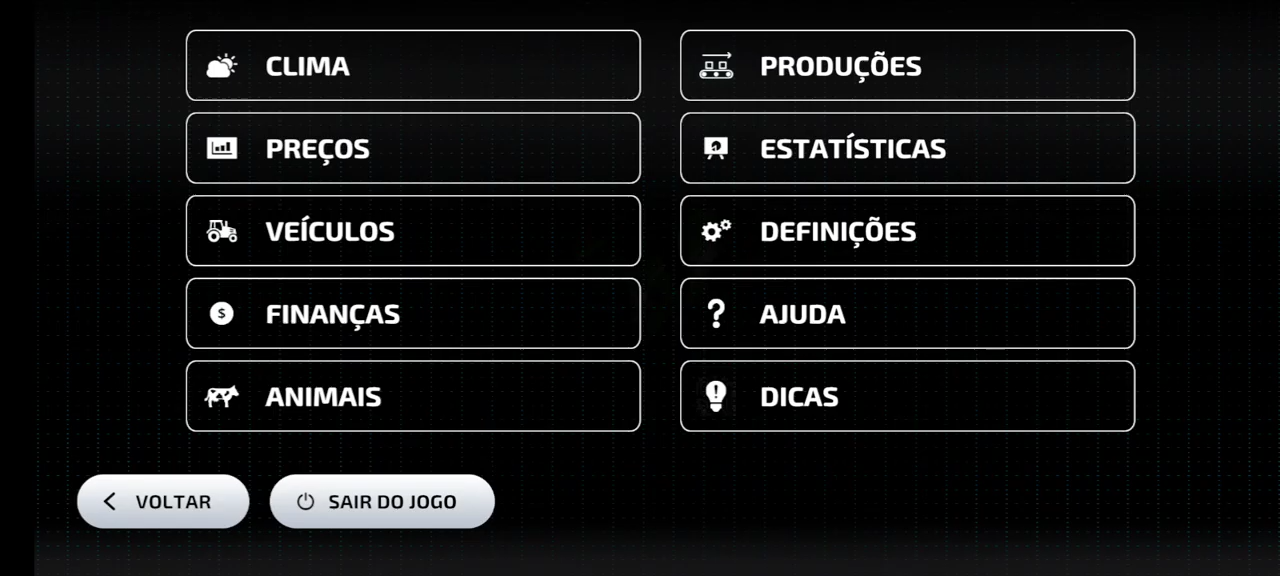 CLIMA
PREÇOS
VEÍCULOS
FINANÇAS
ANIMAIS
PRODUÇÕES
ESTATÍSTICAS
DEFINIÇÕES
AJUDA
DICAS
VOLTAR
SAIR DO JOGO